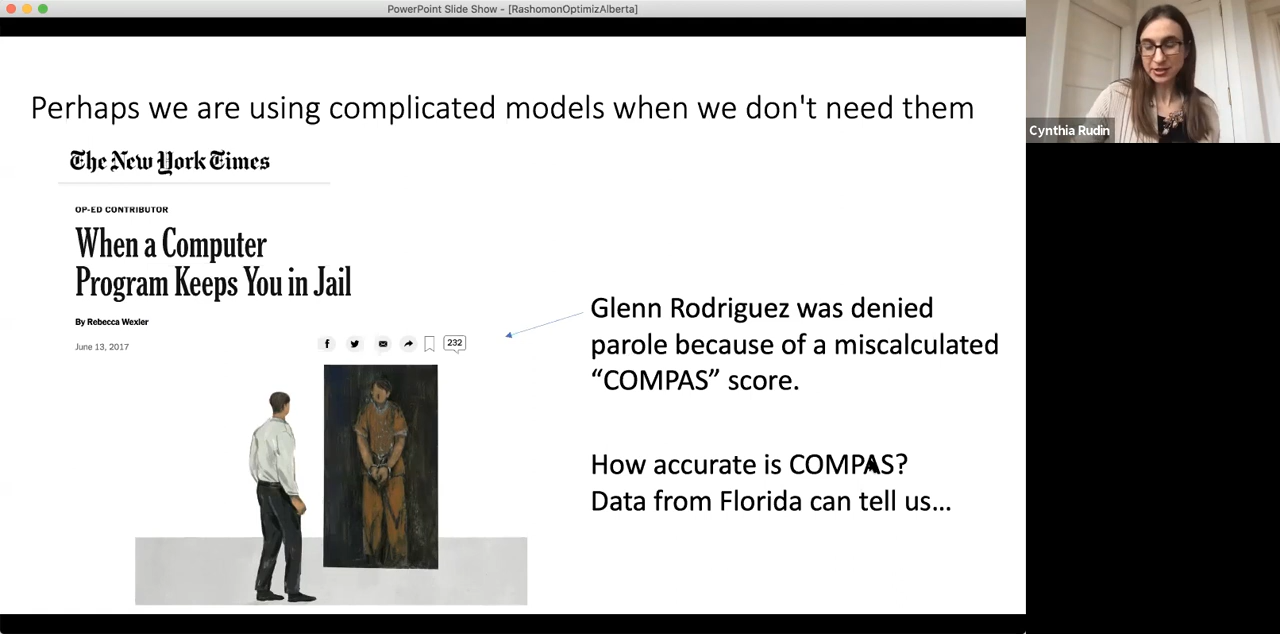 PowerPoint Slide Show - [RashomonOptimizAlberta]
Perhaps we are using complicated models when we don't need them
The New York Times
OP-ED CONTRIBUTOR
When a Computer
Program Keeps You in Jail
By Rebecca Wexler
June 13, 2017
232
Glenn Rodriguez was denied
parole because of a miscalculated
“COMPAS” score.
How accurate is COMPAS?
Data from Florida can tell us…
Cynthia Rudin